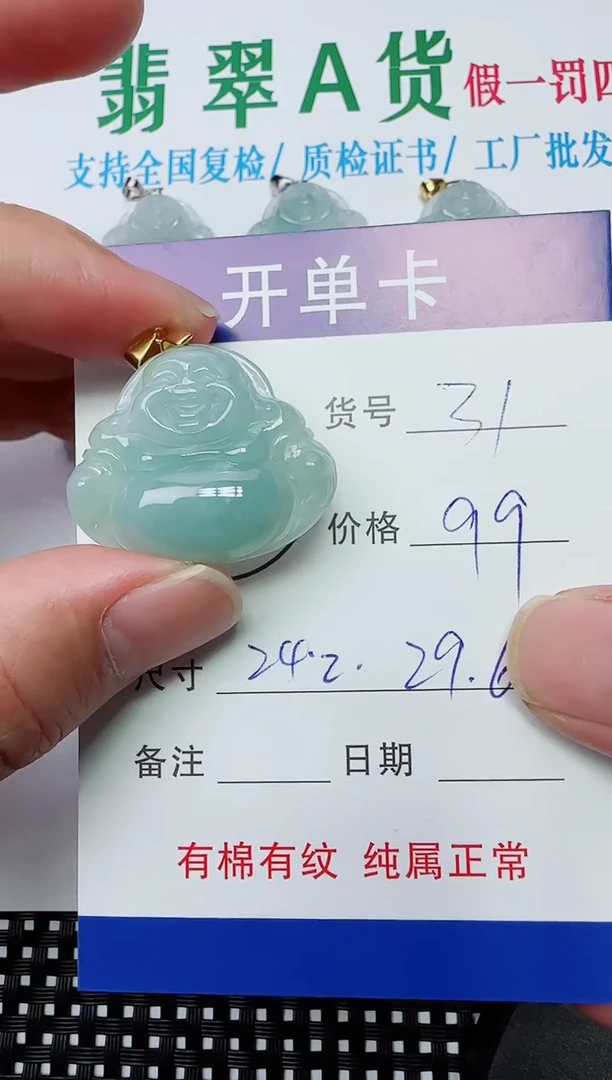 翡翠A货 假一罚四
支持全国复检/ 质检证书/ 工厂批发
开单卡
货号 31
价格 99
尺寸 24.2. 29.6
备注
日期
有棉有纹 纯属正常